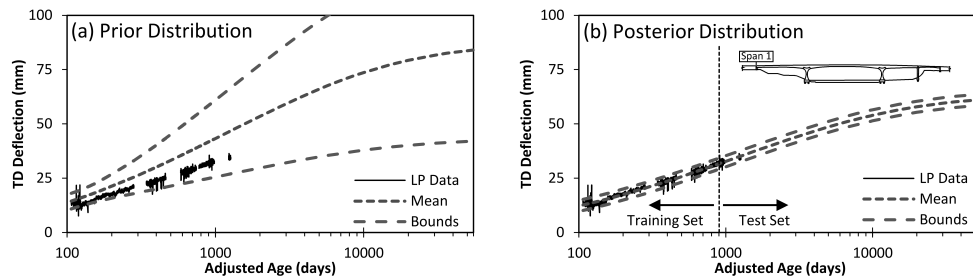 (a) Prior Distribution
TD Deflection (mm)
100
75
50
25
0
LP Data
Mean
Bounds
100
1000
10000
Adjusted Age (days)
(b) Posterior Distribution
Span 1
TD Deflection (mm)
100
75
50
25
0
LP Data
Mean
Bounds
Training Set
Test Set
100
1000
10000
Adjusted Age (days)